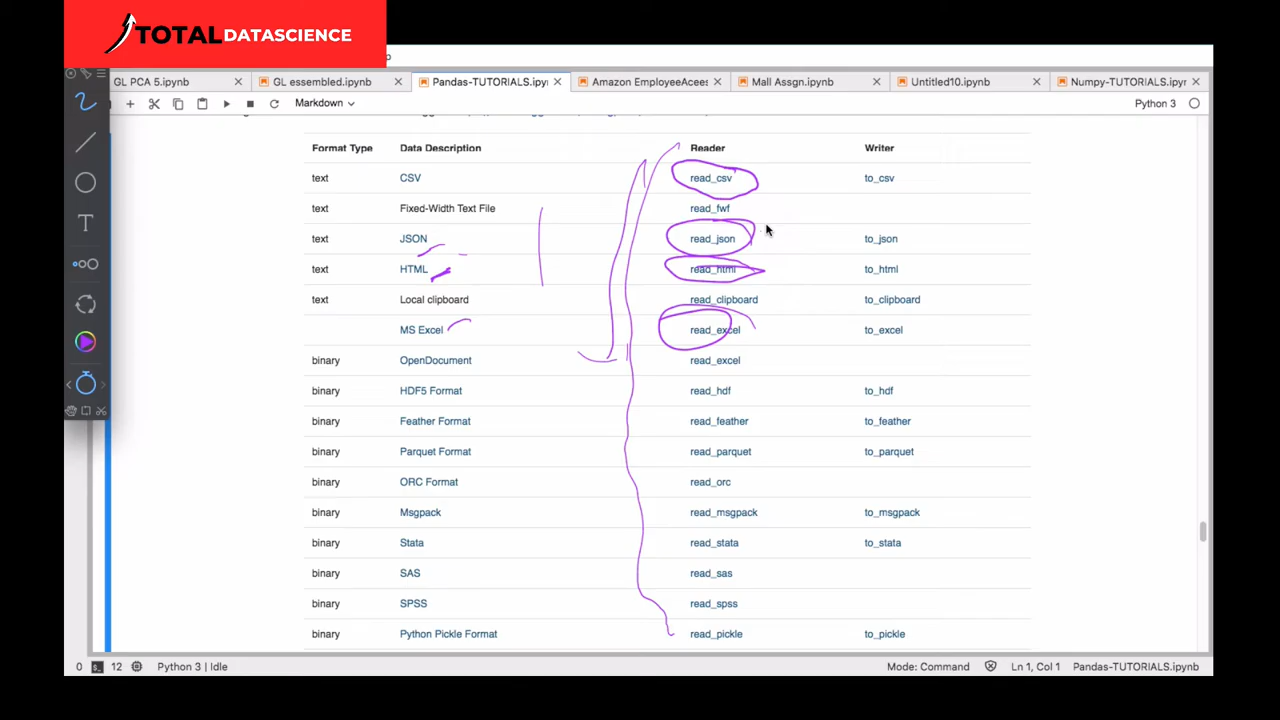 TOTAL DATASCIENCE
GL PCA 5.ipynb
GL essembled.ipynb
Pandas-TUTORIALS.ipyn
Amazon EmployeeAcees
Mall Assgn.ipynb
Untitled10.ipynb
Numpy-TUTORIALS.ipynb
Markdown
Python 3
Format Type Data Description Reader Writer
text CSV read_csv to_csv
text Fixed-Width Text File read_fwf
text JSON read_json to_json
text HTML read_html to_html
text Local clipboard read_clipboard to_clipboard
MS Excel read_excel to_excel
binary OpenDocument read_excel
binary HDF5 Format read_hdf to_hdf
binary Feather Format read_feather to_feather
binary Parquet Format read_parquet to_parquet
binary ORC Format read_orc
binary Msgpack read_msgpack to_msgpack
binary Stata read_stata to_stata
binary SAS read_sas
binary SPSS read_spss
binary Python Pickle Format read_pickle to_pickle
0 12 Python 3 | Idle Mode: Command Ln 1, Col 1 Pandas-TUTORIALS.ipynb